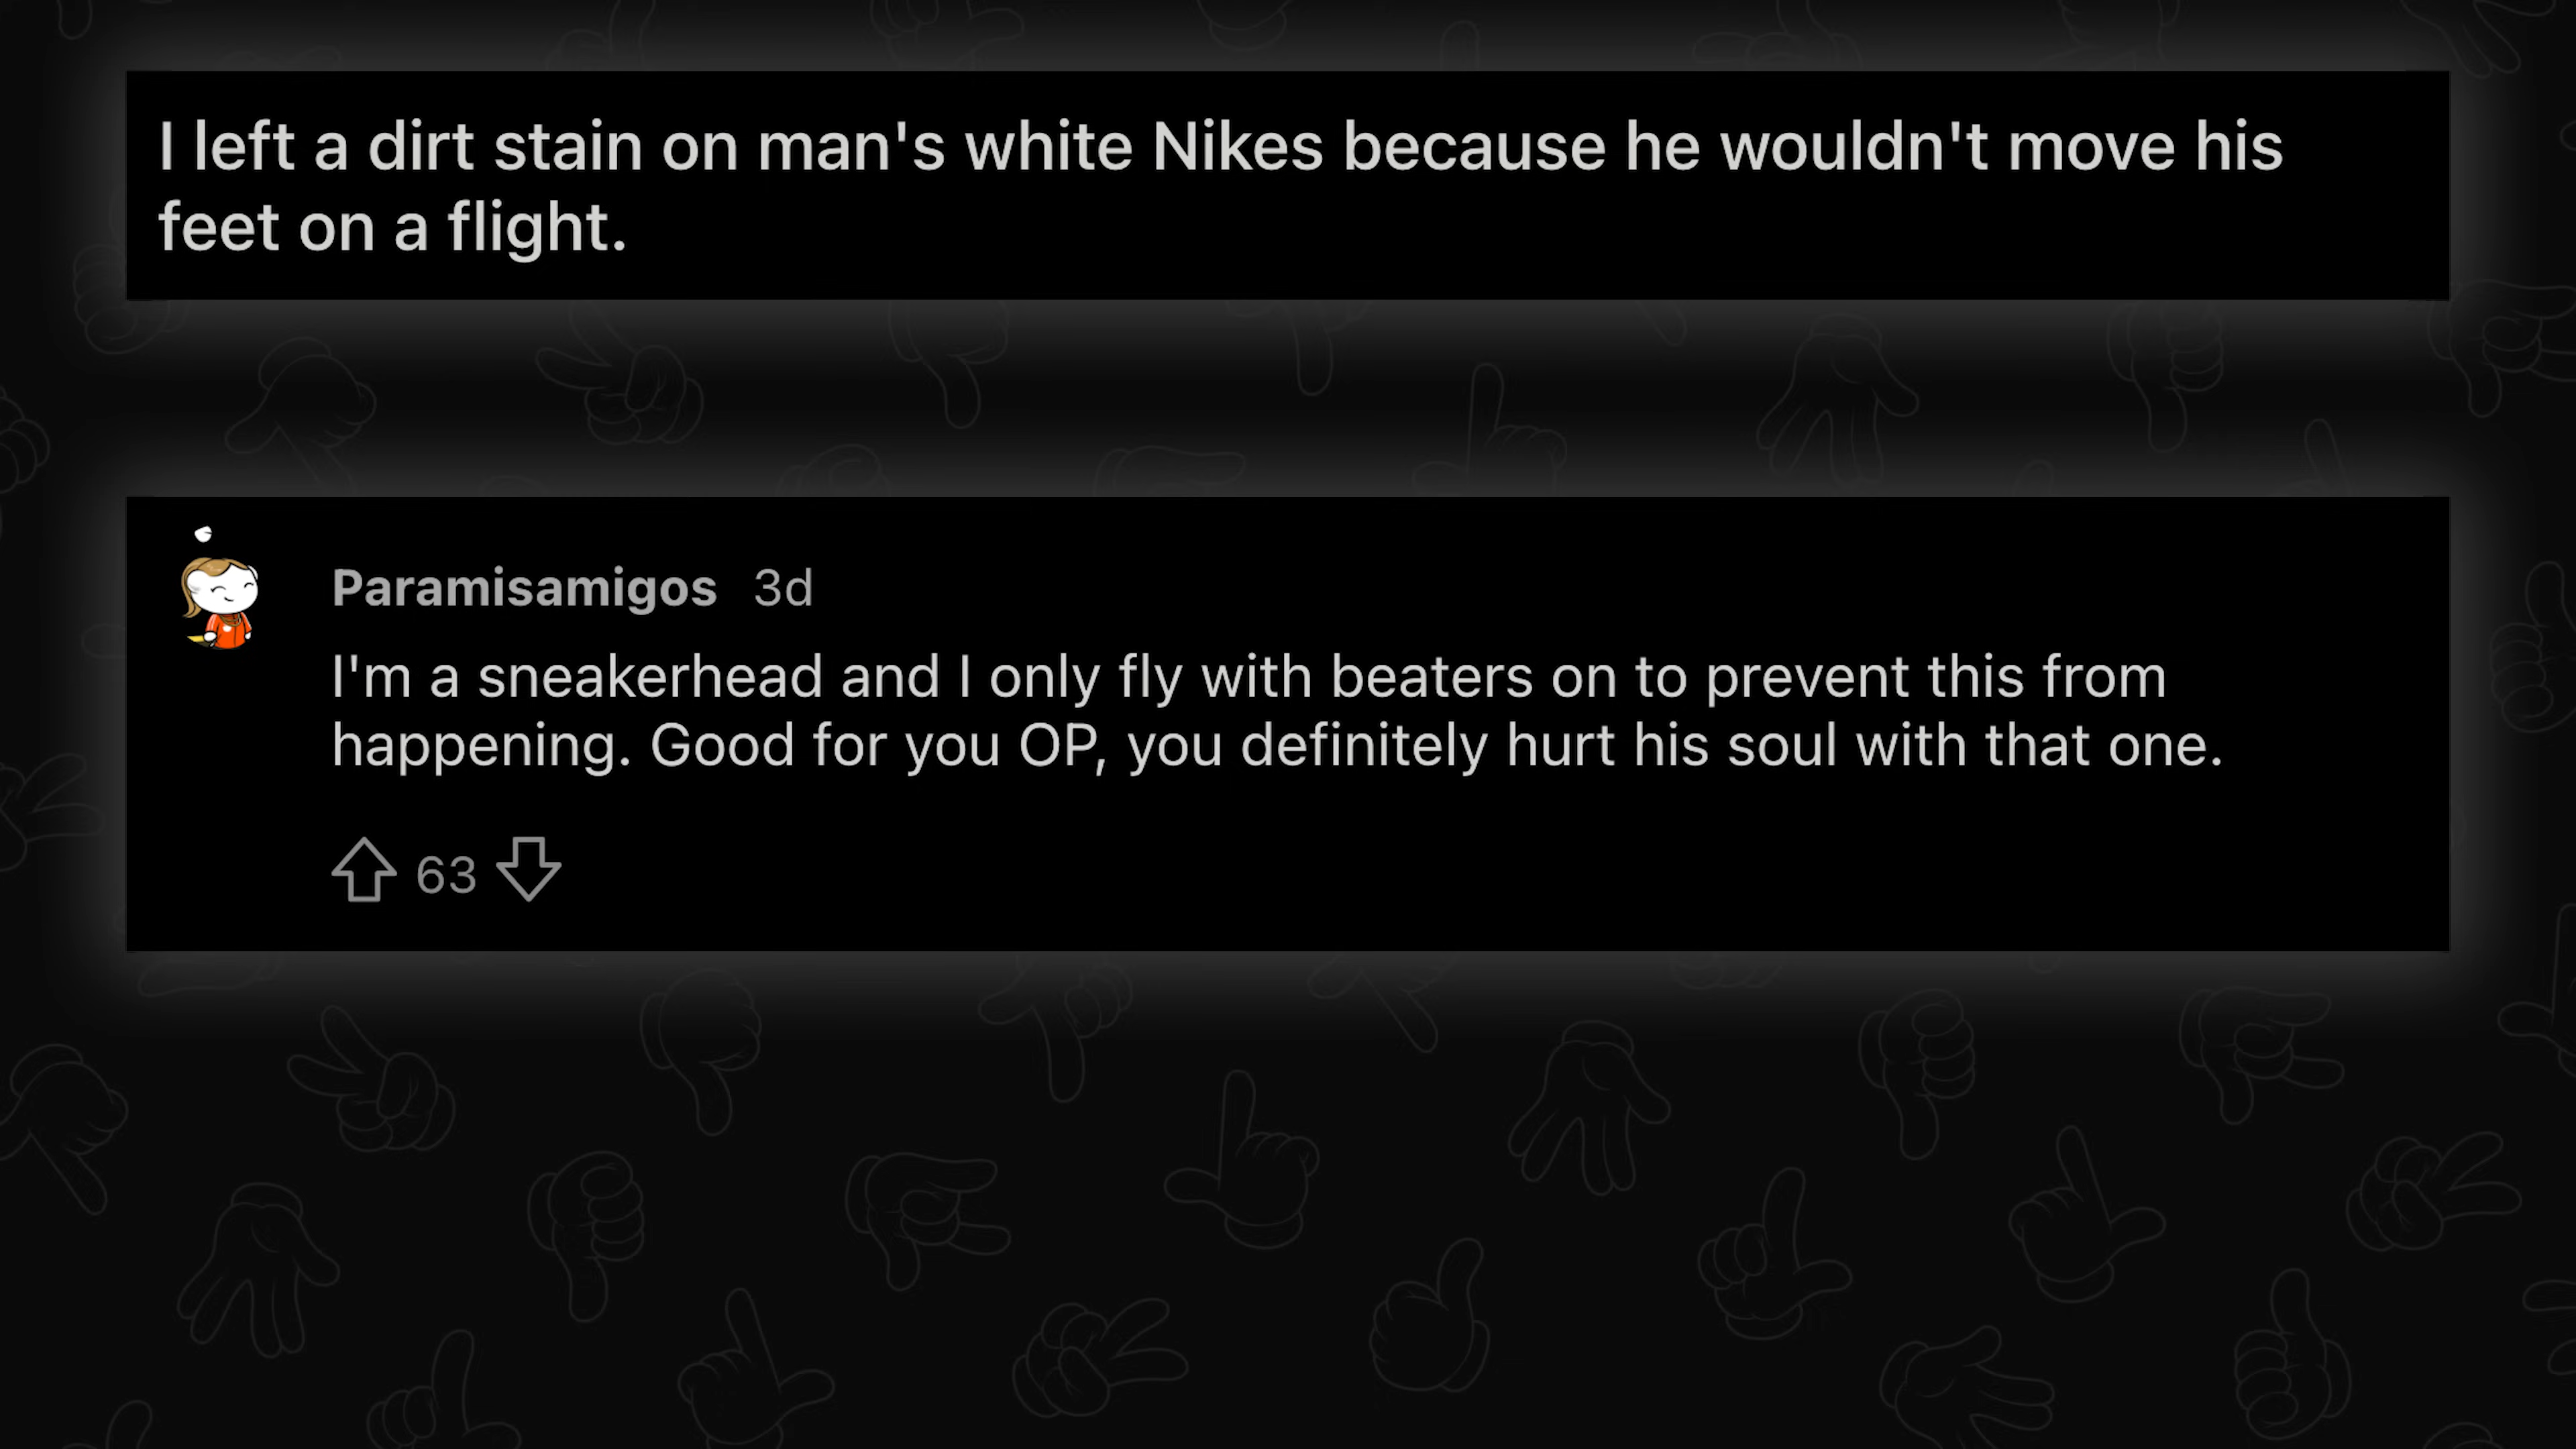 I left a dirt stain on man's white Nikes because he wouldn't move his
feet on a flight.
Paramisamigos 3d
I'm a sneakerhead and I only fly with beaters on to prevent this from
happening. Good for you OP, you definitely hurt his soul with that one.
63